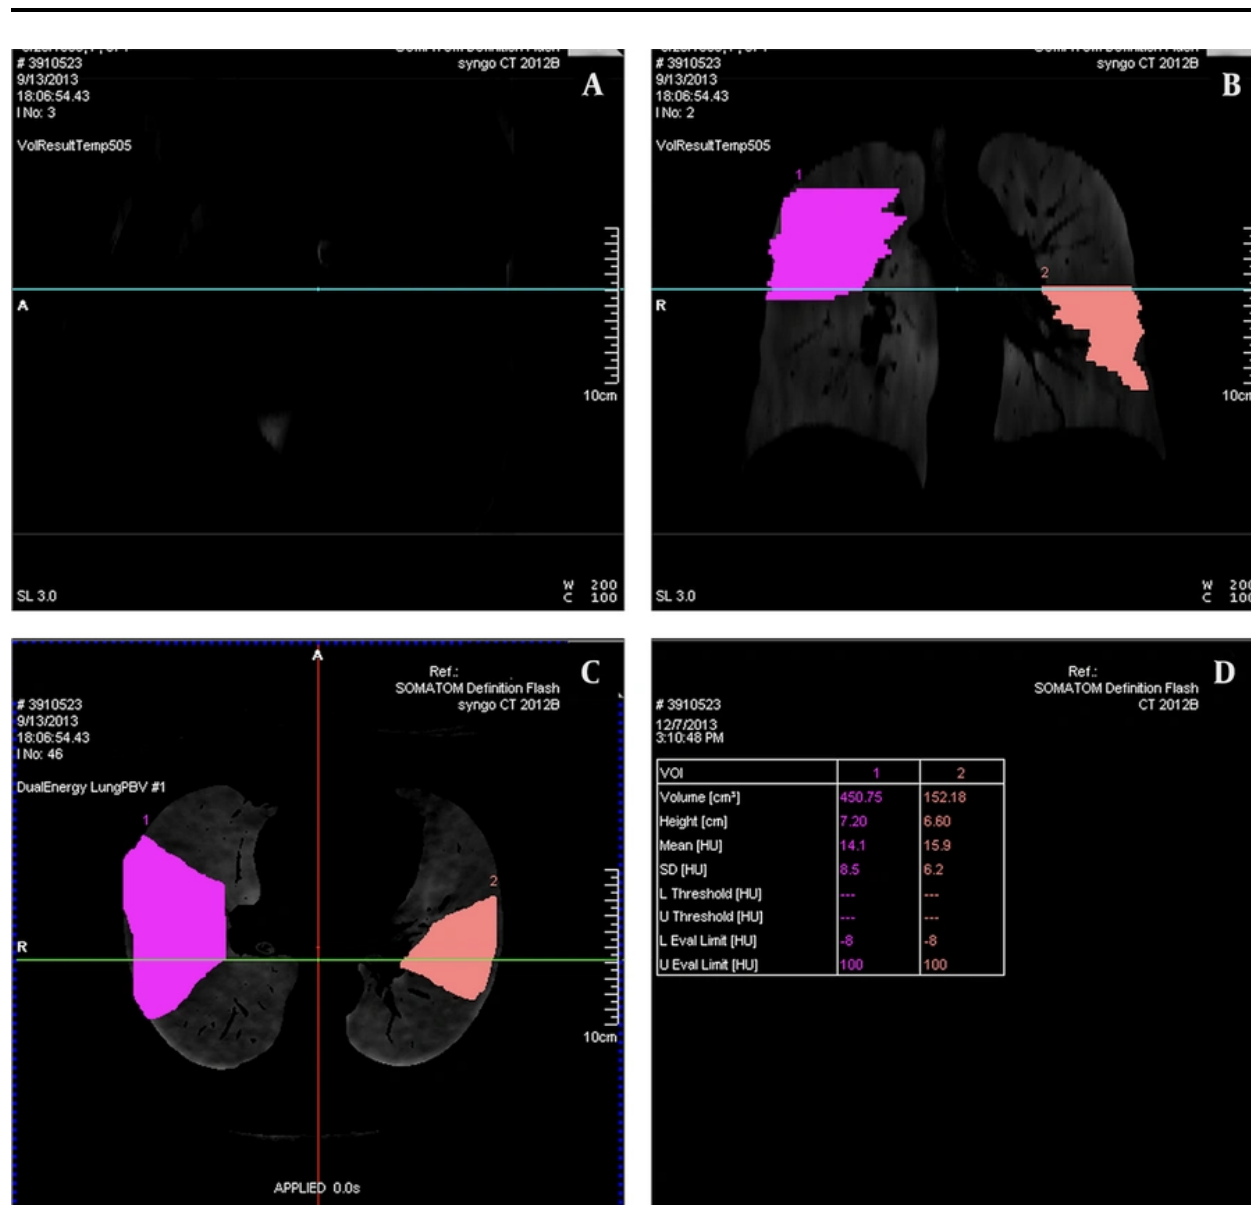 # 3910523
9/13/2013
18:06:54.43
I No: 3
VolResultTemp505
syngo CT 2012B
A
A
10cm
SL 3.0
W 200
C 100
# 3910523
9/13/2013
18:06:54.43
I No: 2
VolResultTemp505
syngo CT 2012B
B
1
2
R
SL 3.0
# 3910523
9/13/2013
18:06:54.43
I No: 46
DualEnergy LungPBV #1
A
Ref.:
SOMATOM Definition Flash
syngo CT 2012B
C
1
2
R
10cm
APPLIED 0.0s
# 3910523
12/7/2013
3:10:48 PM
Ref.:
SOMATOM Definition Flash
CT 2012B
D
VOI 1 2
Volume [cm³] 450.75 152.18
Height [cm] 7.20 6.60
Mean [HU] 14.1 15.9
SD [HU] 8.5 6.2
L Threshold [HU] --- ---
U Threshold [HU] --- ---
L Eval Limit [HU] -8 -8
U Eval Limit [HU] 100 100